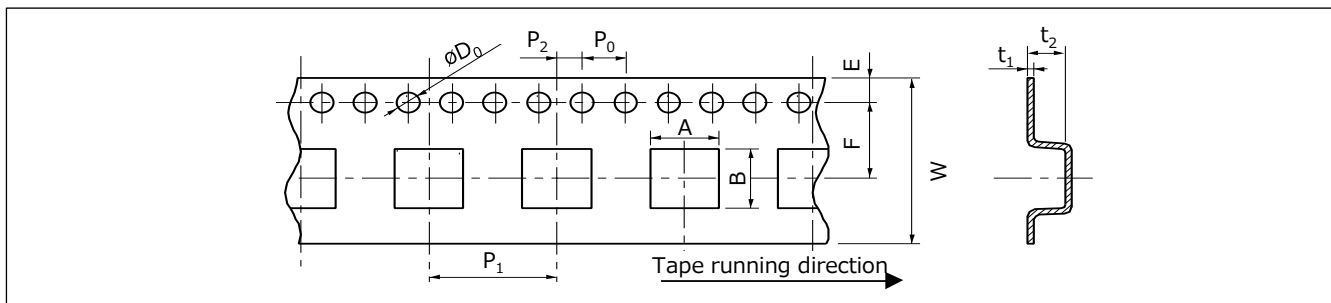 øD₀
P₂
P₀
E
t₂
t₁
A
F
B
W
P₁
Tape running direction